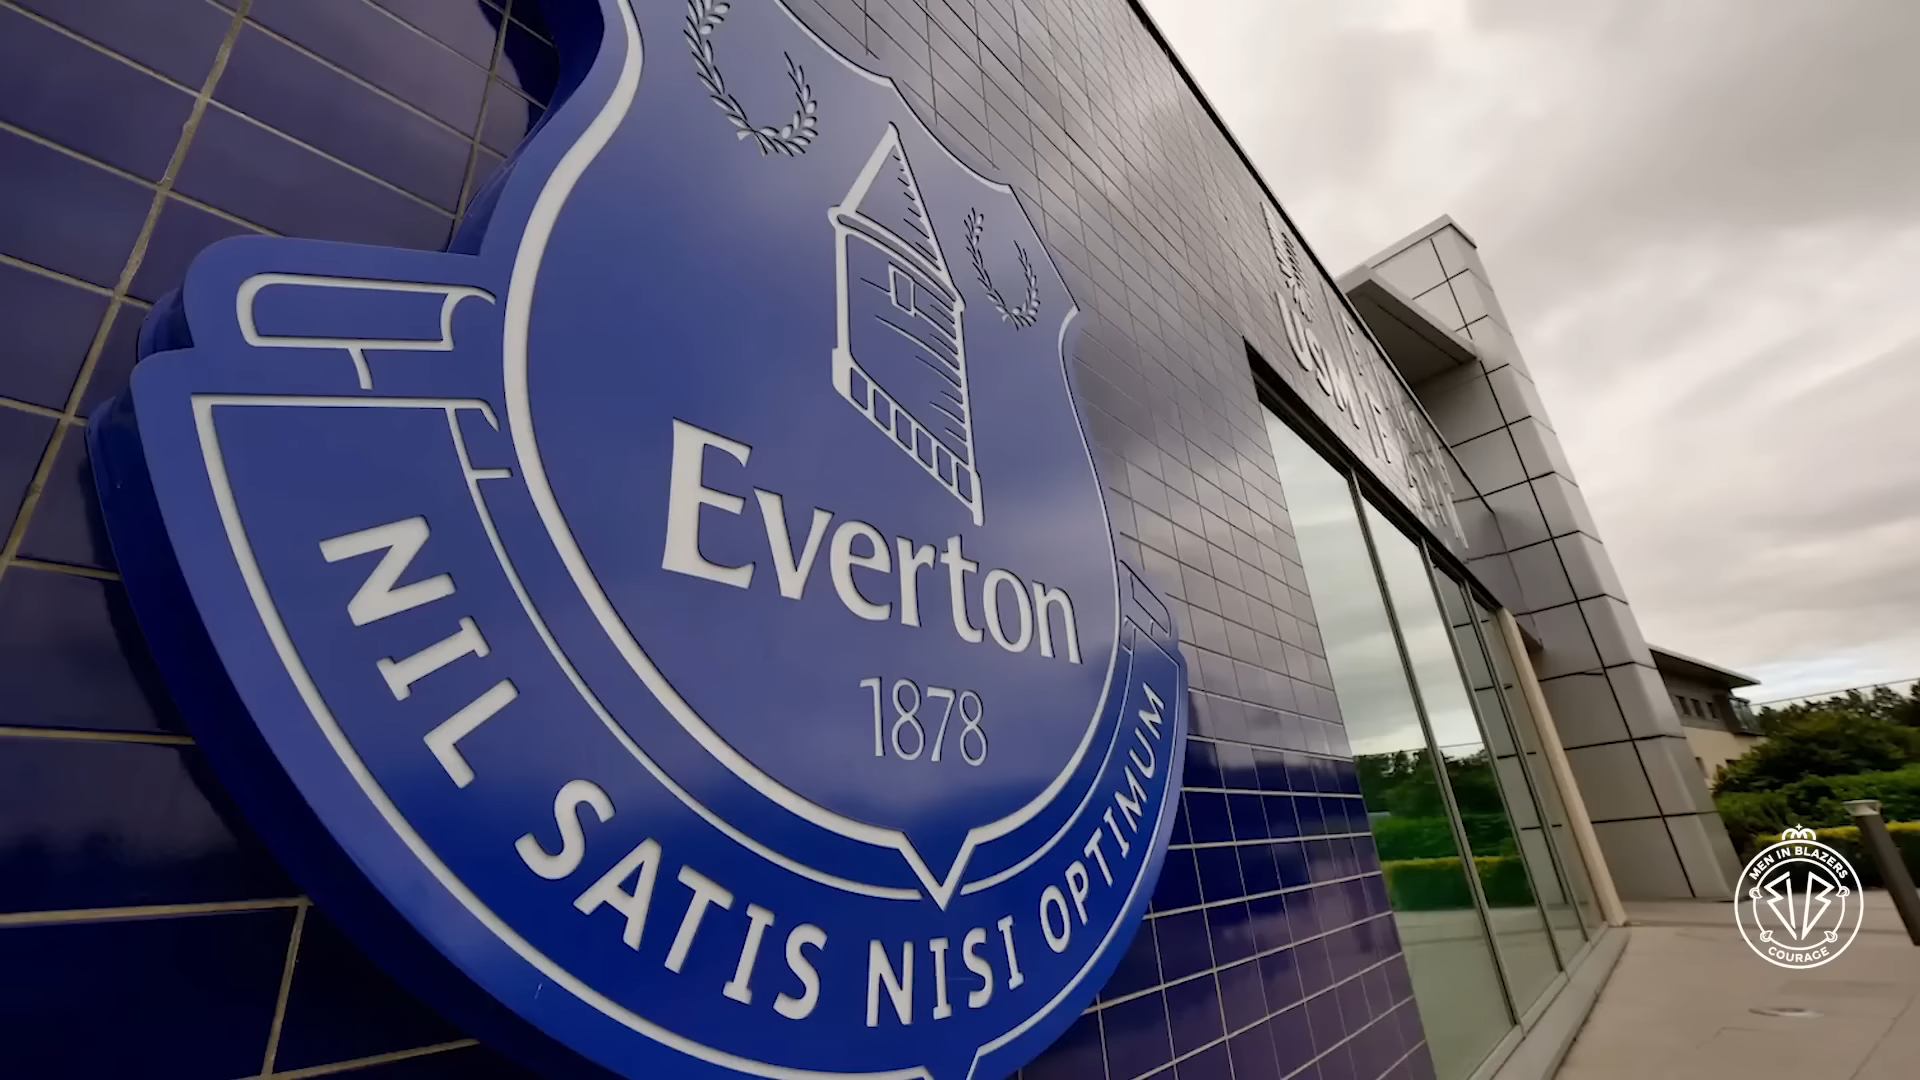 Everton
1878
NIL SATIS NISI OPTIMUM
MEN IN BLAZERS
COURAGE